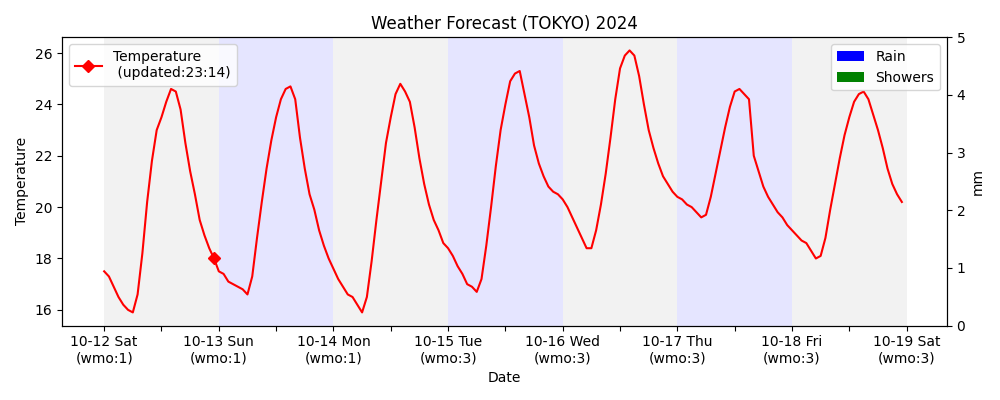 Weather Forecast (TOKYO) 2024
Temperature
(updated:23:14)
Rain
Showers
Temperature
26
24
22
20
18
16
5
4
3
2
1
0
mm
10-12 Sat
(wmo:1)
10-13 Sun
(wmo:1)
10-14 Mon
(wmo:1)
10-15 Tue
(wmo:3)
10-16 Wed
(wmo:3)
10-17 Thu
(wmo:3)
10-18 Fri
(wmo:3)
10-19 Sat
(wmo:3)
Date